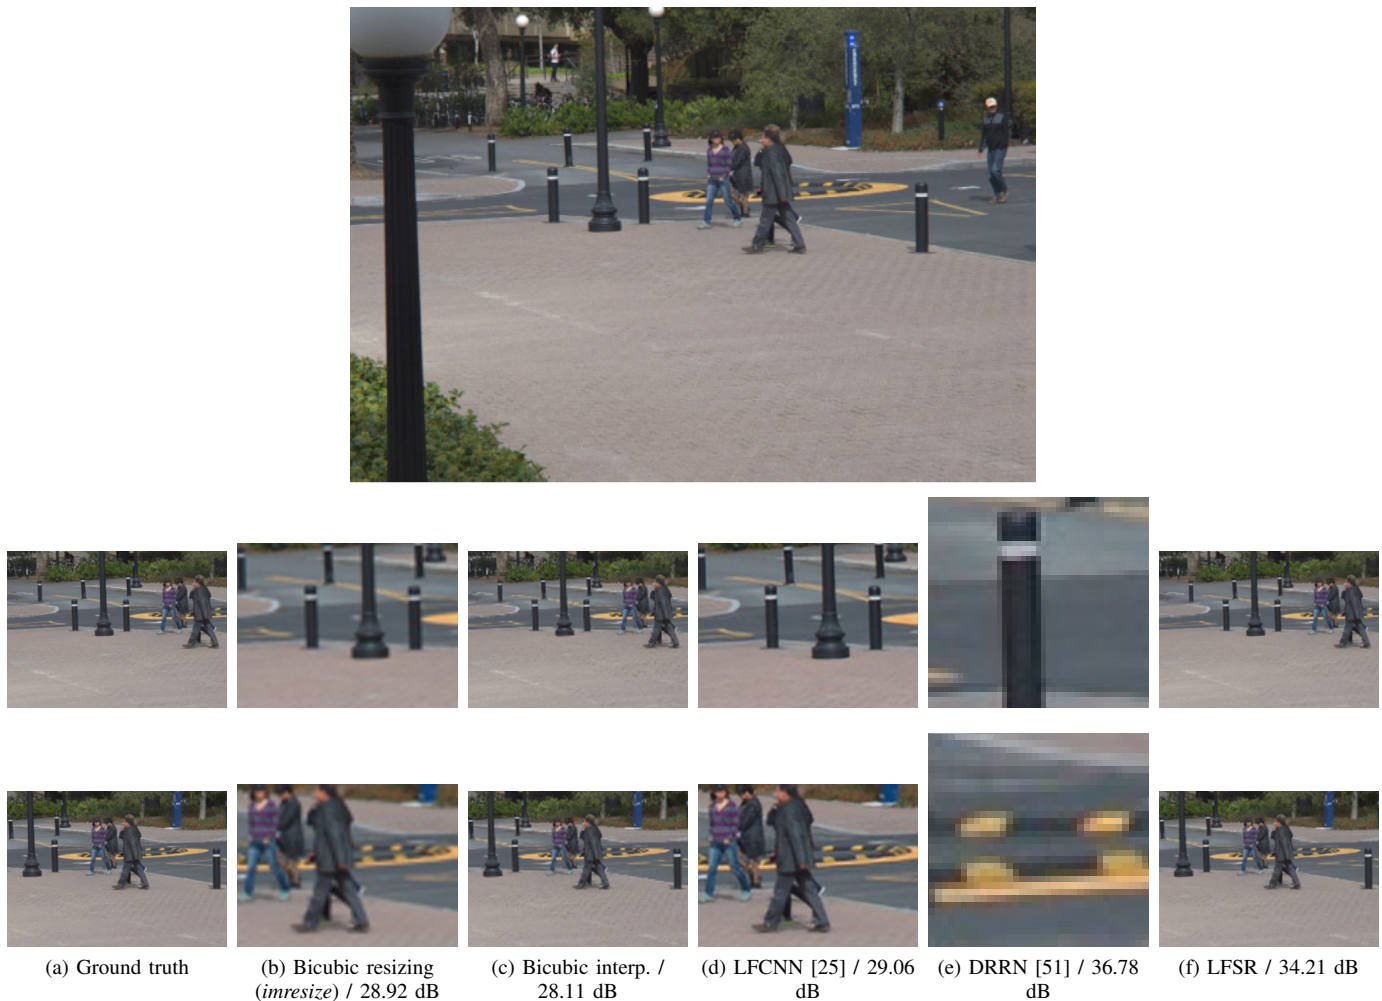 (a) Ground truth
(b) Bicubic resizing
(imresize) / 28.92 dB
(c) Bicubic interp. /
28.11 dB
(d) LFCNN [25] / 29.06
dB
(e) DRRN [51] / 36.78
dB
(f) LFSR / 34.21 dB